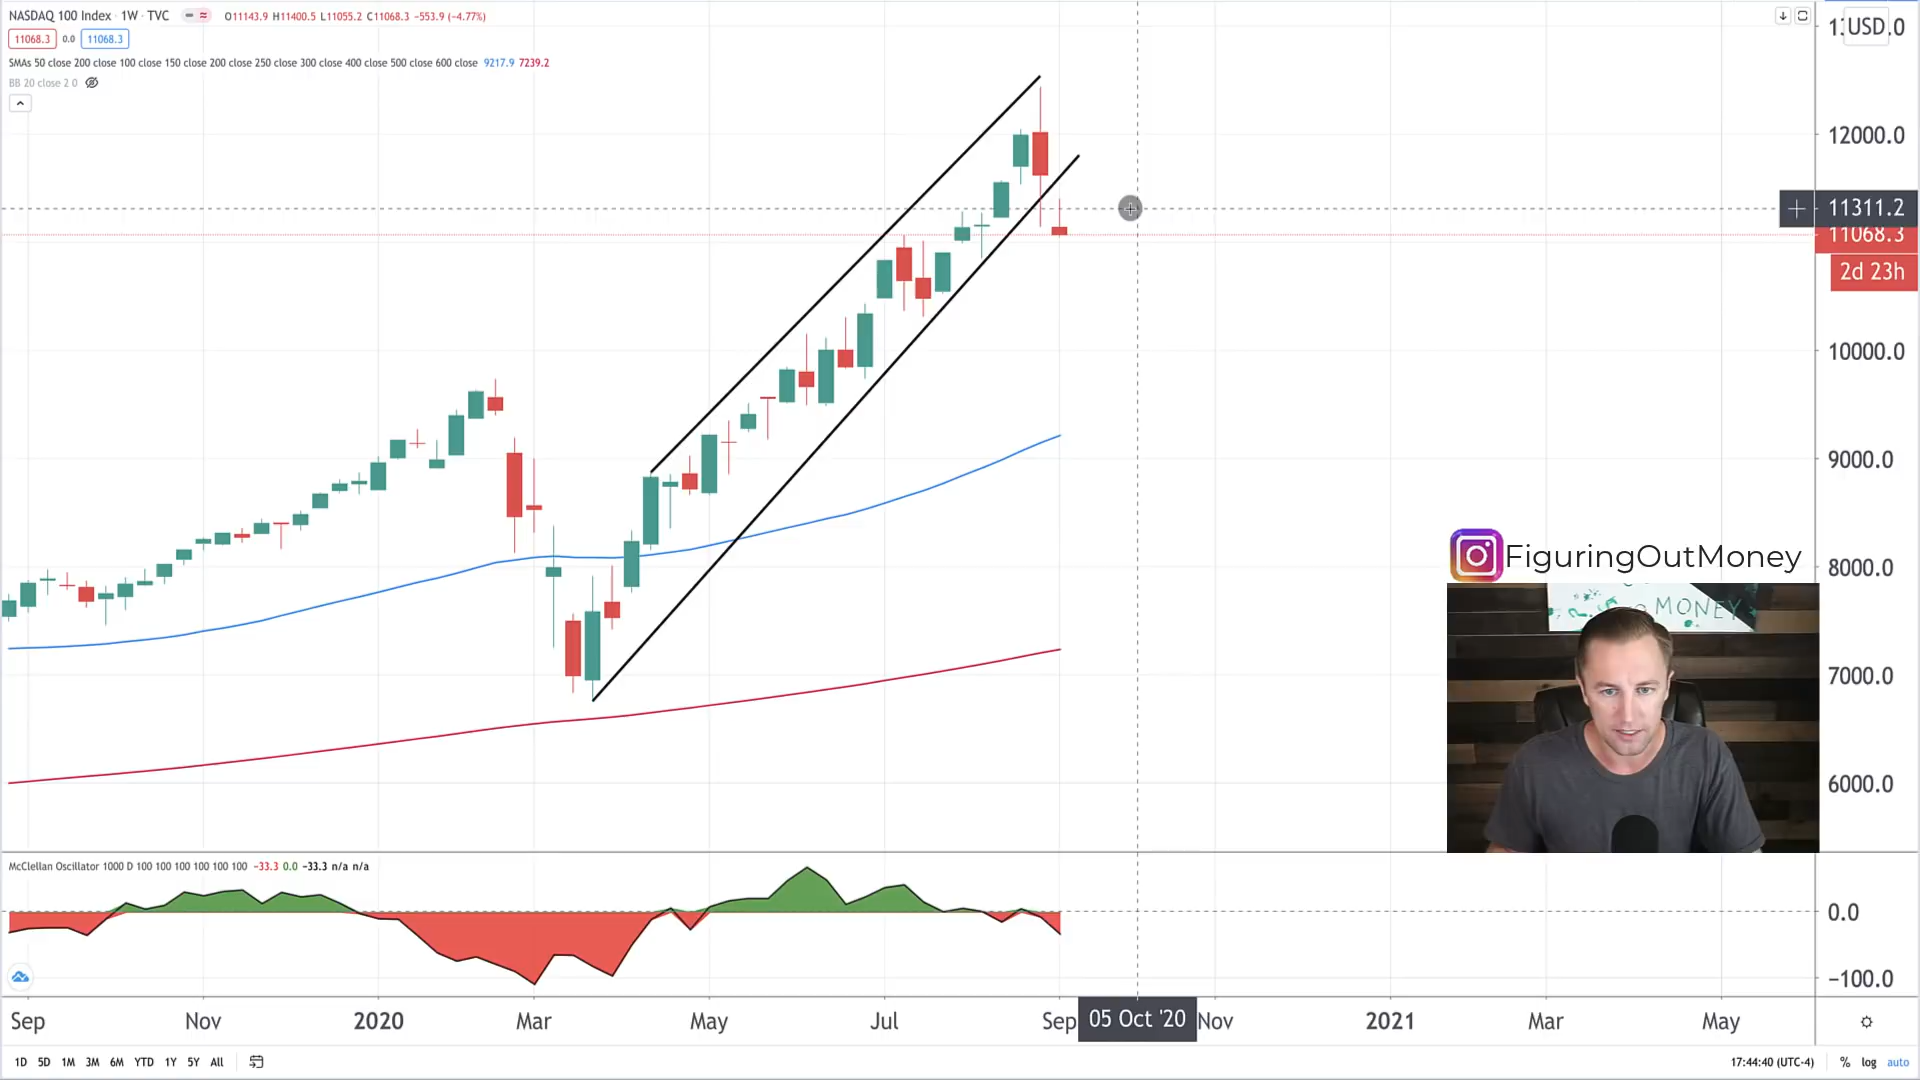 NASDAQ 100 Index · 1W · TVC O11143.9 H11400.5 L11055.2 C11068.3 −553.9 (−4.77%)
11068.3 0.0 11068.3
SMAs 50 close 200 close 100 close 150 close 200 close 250 close 300 close 400 close 500 close 600 close 9217.9 7239.2
BB 20 close 2 0
USD
12000.0
11311.2
11068.3
2d 23h
10000.0
9000.0
8000.0
7000.0
6000.0
FiguringOutMoney
MONEY
McClellan Oscillator 1000 D 100 100 100 100 100 100 −33.3 0.0 −33.3 n/a n/a
0.0
−100.0
Sep Nov 2020 Mar May Jul Sep 05 Oct '20 Nov 2021 Mar May
1D 5D 1M 3M 6M YTD 1Y 5Y All
17:44:40 (UTC-4) % log auto